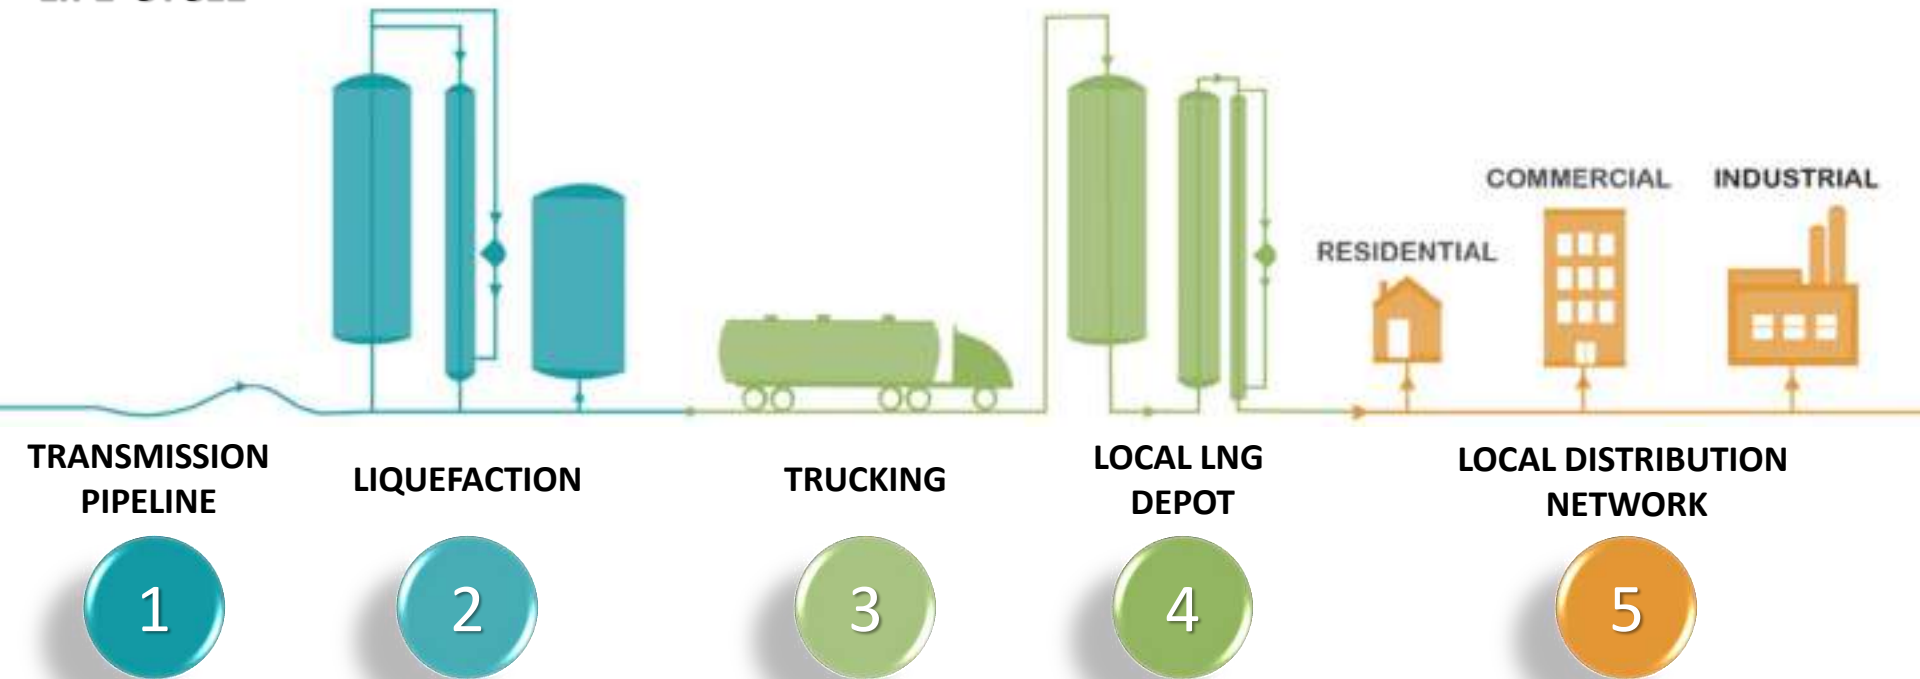 COMMERCIAL
INDUSTRIAL
RESIDENTIAL
TRANSMISSION
PIPELINE
LIQUEFACTION
TRUCKING
LOCAL LNG
DEPOT
LOCAL DISTRIBUTION
NETWORK
1
2
3
4
5